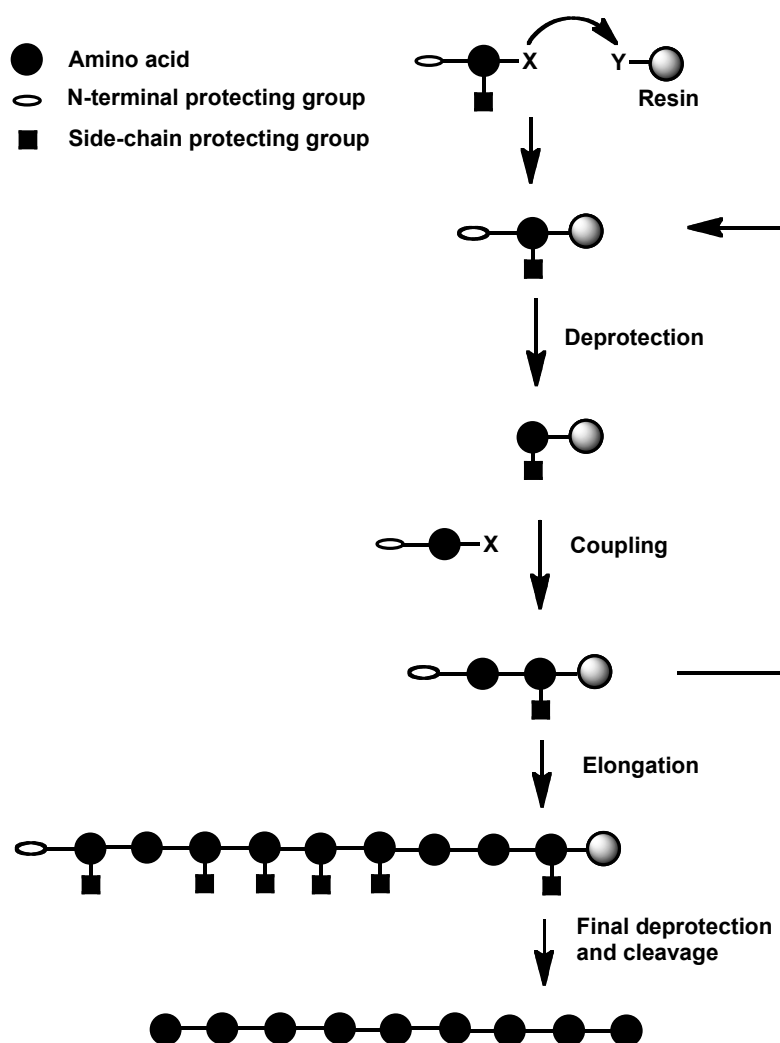 Amino acid
N-terminal protecting group
Side-chain protecting group
X
Y
Resin
Deprotection
X
Coupling
Elongation
Final deprotection
and cleavage